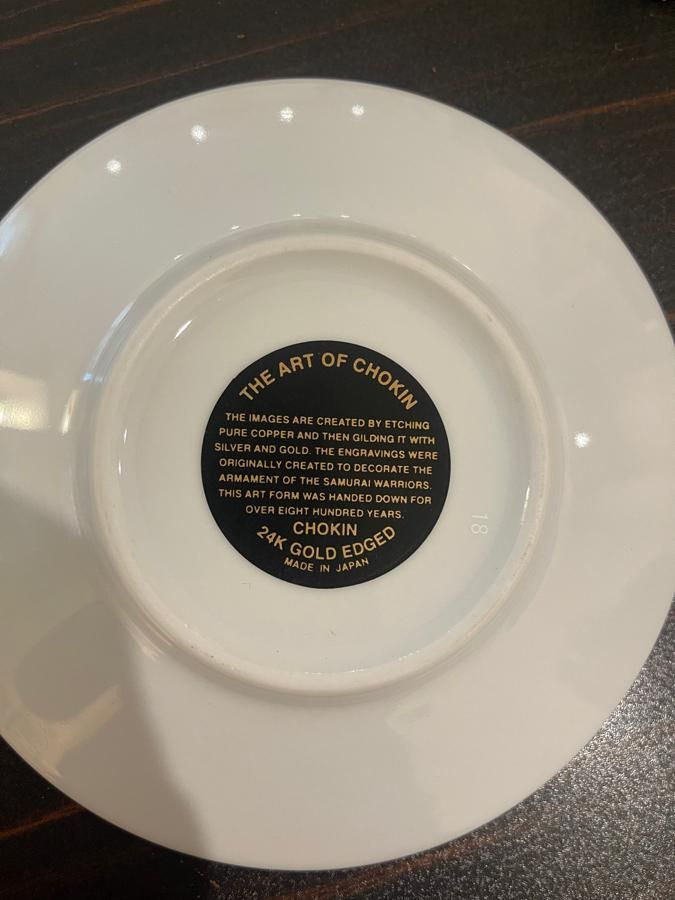 THE ART OF CHOKIN
THE IMAGES ARE CREATED BY ETCHING
PURE COPPER AND THEN GILDING IT WITH
SILVER AND GOLD. THE ENGRAVINGS WERE
ORIGINALLY CREATED TO DECORATE THE
ARMAMENT OF THE SAMURAI WARRIORS.
THIS ART FORM WAS HANDED DOWN FOR
OVER EIGHT HUNDRED YEARS.
CHOKIN
24K GOLD EDGED
MADE IN JAPAN
18